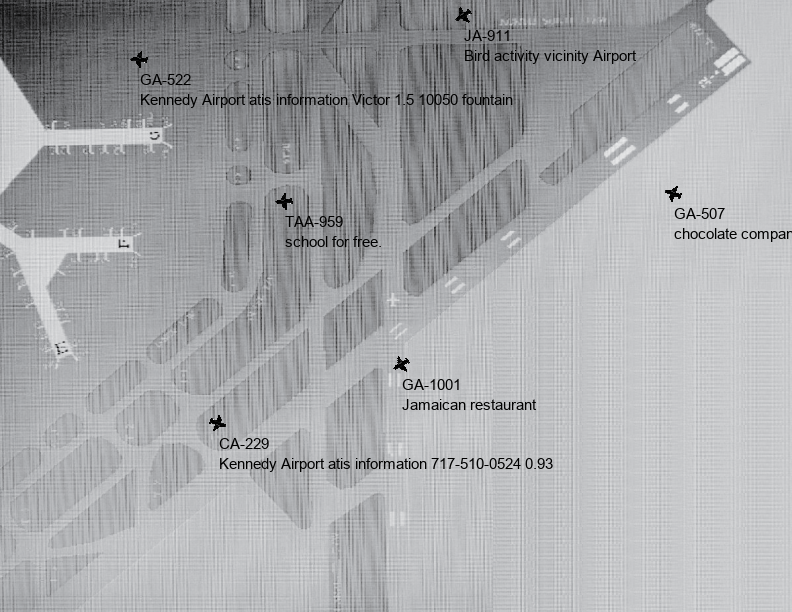 JA-911
Bird activity vicinity Airport
GA-522
Kennedy Airport atis information Victor 1.5 10050 fountain
GA-507
chocolate compan
TAA-959
school for free.
GA-1001
Jamaican restaurant
CA-229
Kennedy Airport atis information 717-510-0524 0.93